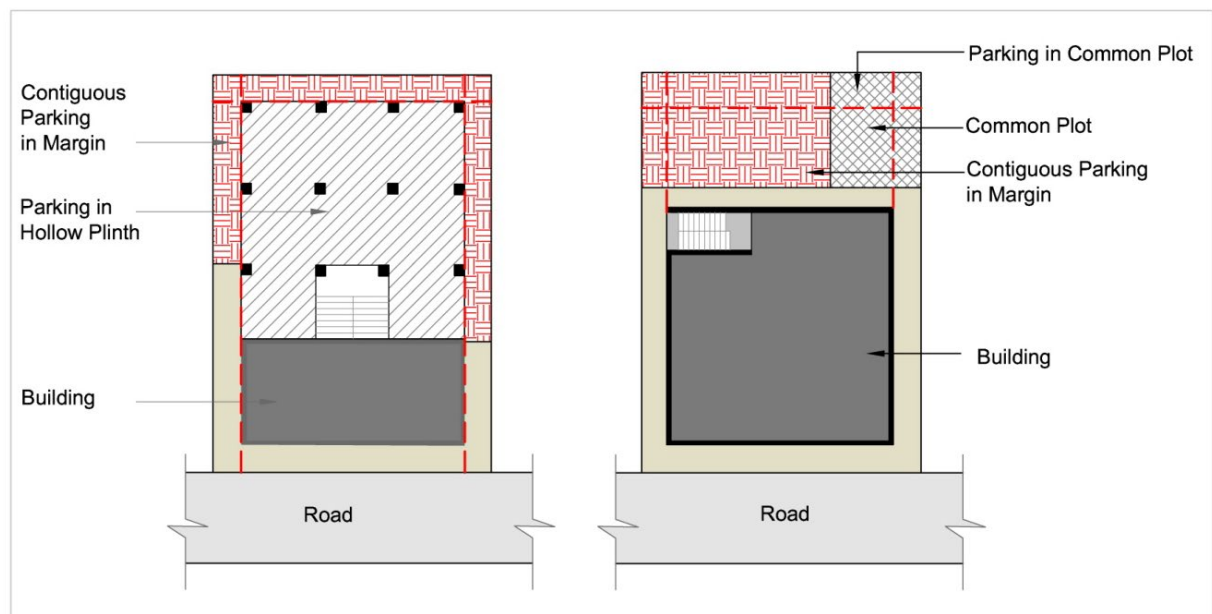 Contiguous
Parking
in Margin
Parking in
Hollow Plinth
Building
Road
Parking in Common Plot
Common Plot
Contiguous Parking
in Margin
Building
Road